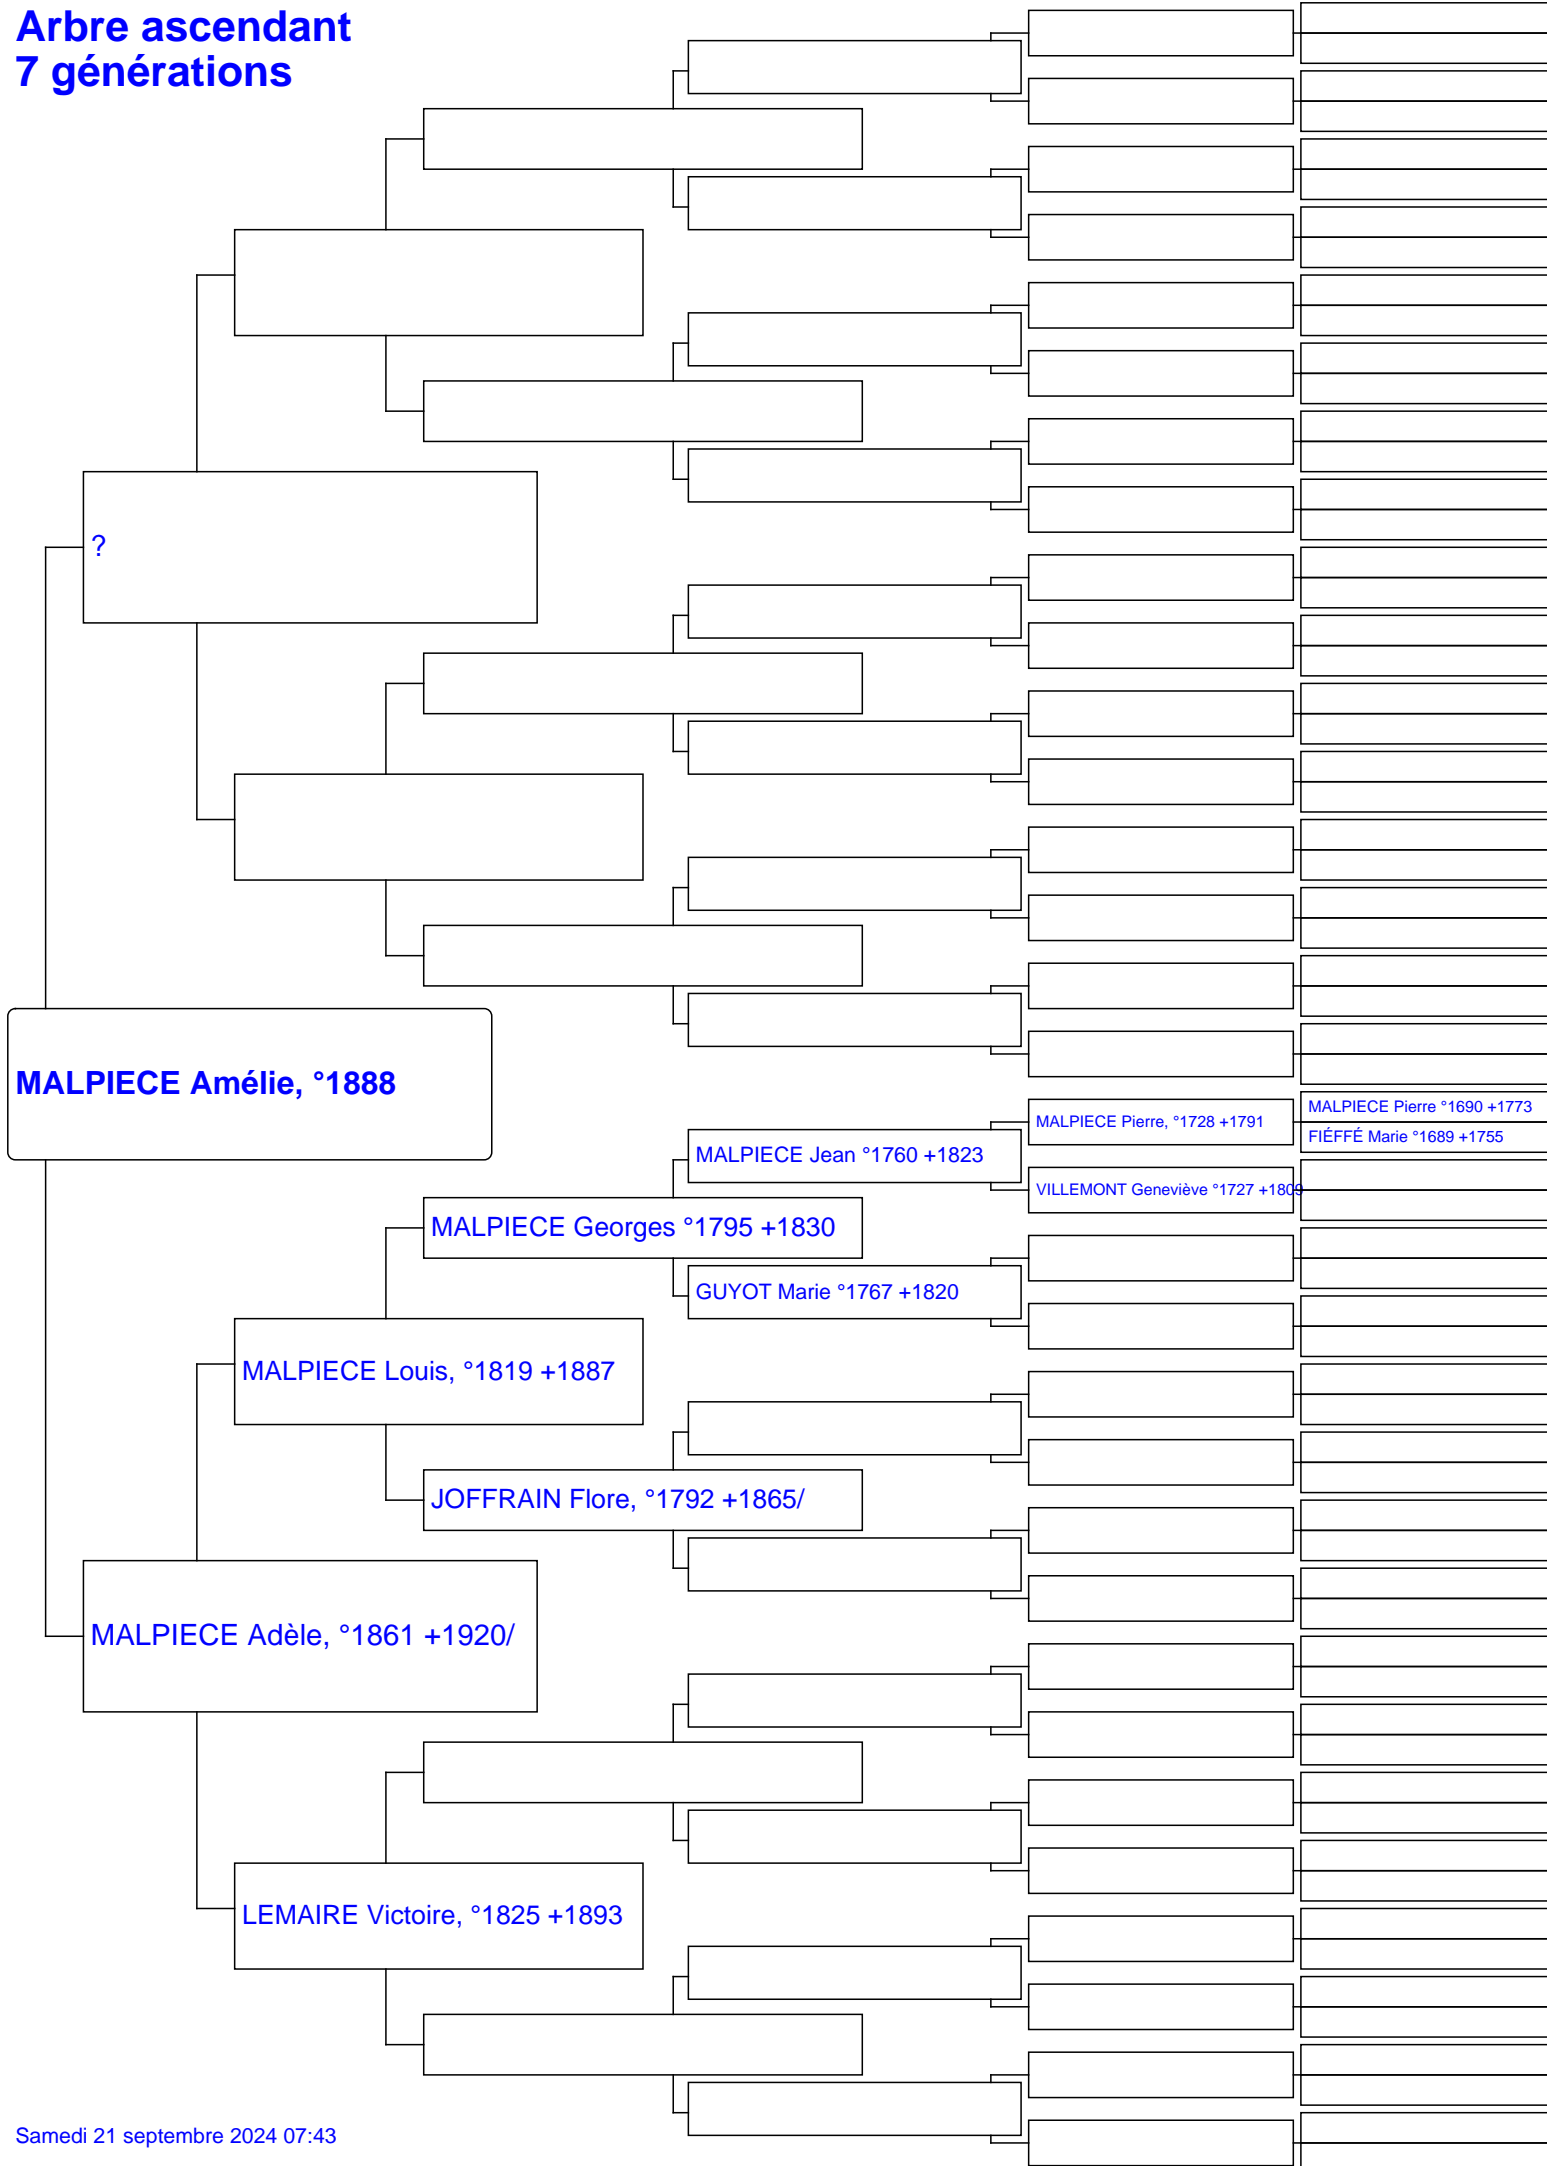 Arbre ascendant
7 générations
?
MALPIECE Amélie, °1888
MALPIECE Pierre, °1728 +1791
MALPIECE Pierre °1690 +1773
FIÉFFÉ Marie °1689 +1755
MALPIECE Jean °1760 +1823
VILLEMONT Geneviève °1727 +1809
MALPIECE Georges °1795 +1830
GUYOT Marie °1767 +1820
MALPIECE Louis, °1819 +1887
JOFFRAIN Flore, °1792 +1865/
MALPIECE Adèle, °1861 +1920/
LEMAIRE Victoire, °1825 +1893
Samedi 21 septembre 2024 07:43